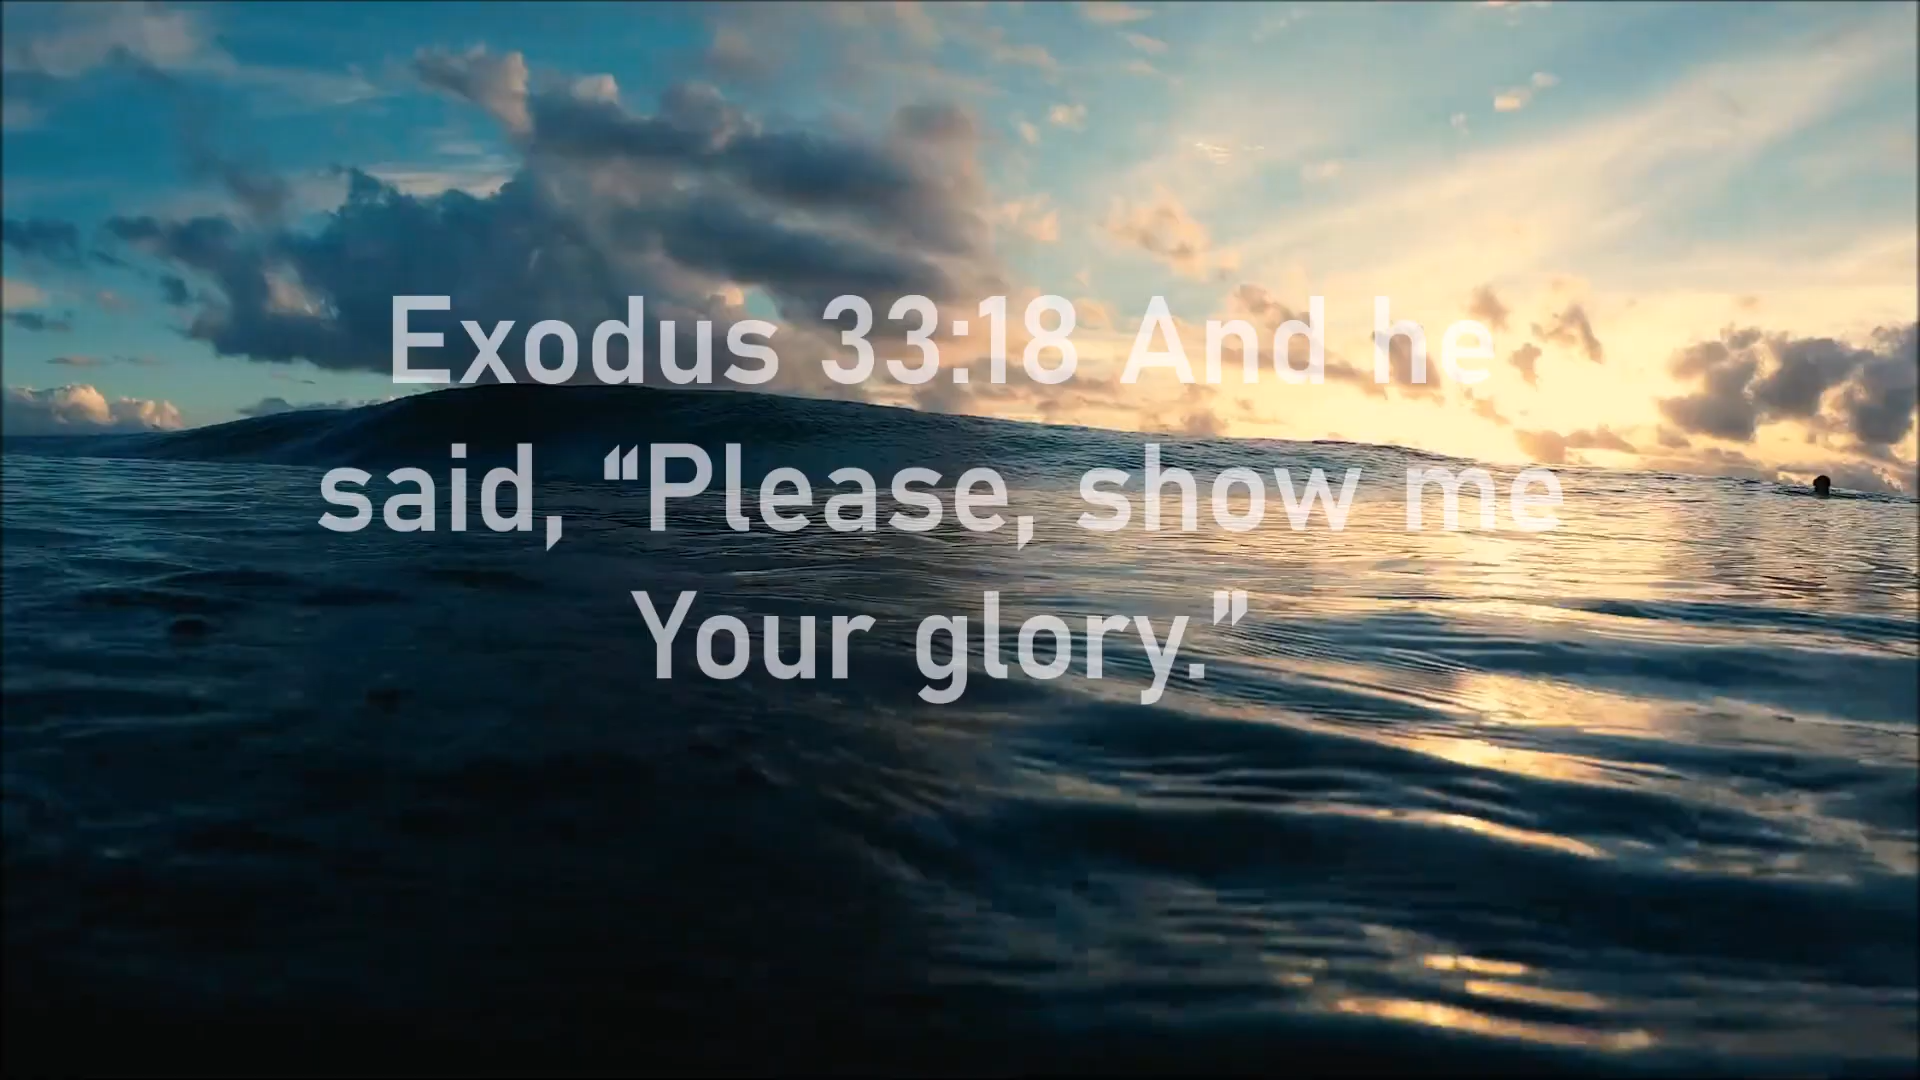 Exodus 33:18 And he
said, “Please, show me
Your glory.”